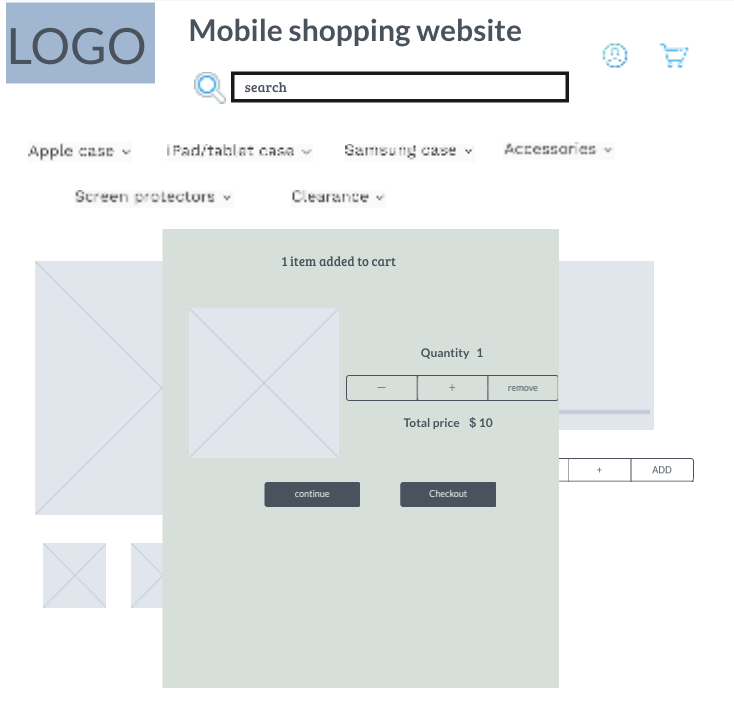 LOGO
Mobile shopping website
search
Apple case
iPad/tablet case
Samsung case
Accessories
Screen protectors
Clearance
1 item added to cart
Quantity 1
— + remove
Total price $ 10
+ ADD
continue
Checkout